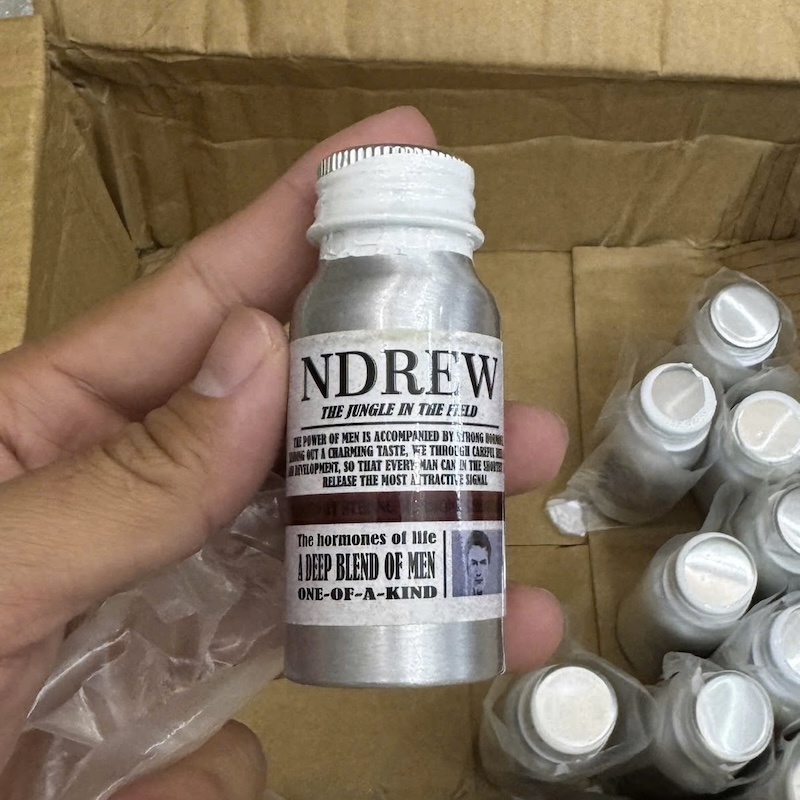 NDREW
THE JUNGLE IN THE FIELD
THE POWER OF MEN IS ACCOMPANIED BY STRONG
OUT A CHARMING TASTE, WE THROUGH CAREFUL
DEVELOPMENT, SO THAT EVERY MAN CAN IN THE
RELEASE THE MOST ATTRACTIVE SIGNAL
The hormones of life
A DEEP BLEND OF MEN
ONE-OF-A-KIND